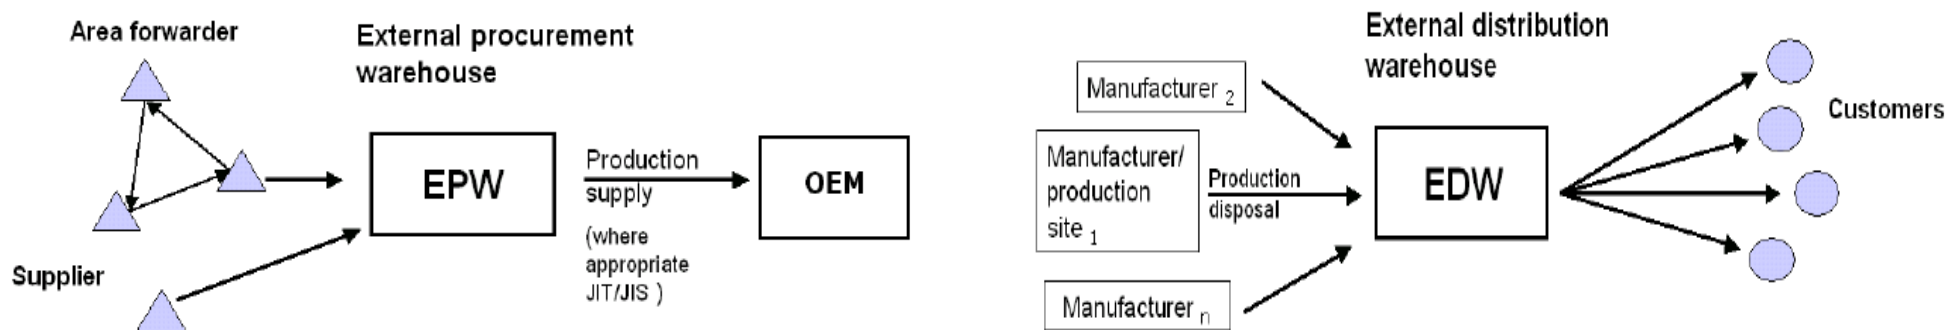 Area forwarder
External procurement
warehouse
EPW
Production
supply
(where
appropriate
JIT/JIS )
OEM
Supplier
External distribution
warehouse
Manufacturer 2
Manufacturer/
production
site 1
Production
disposal
EDW
Customers
Manufacturer n